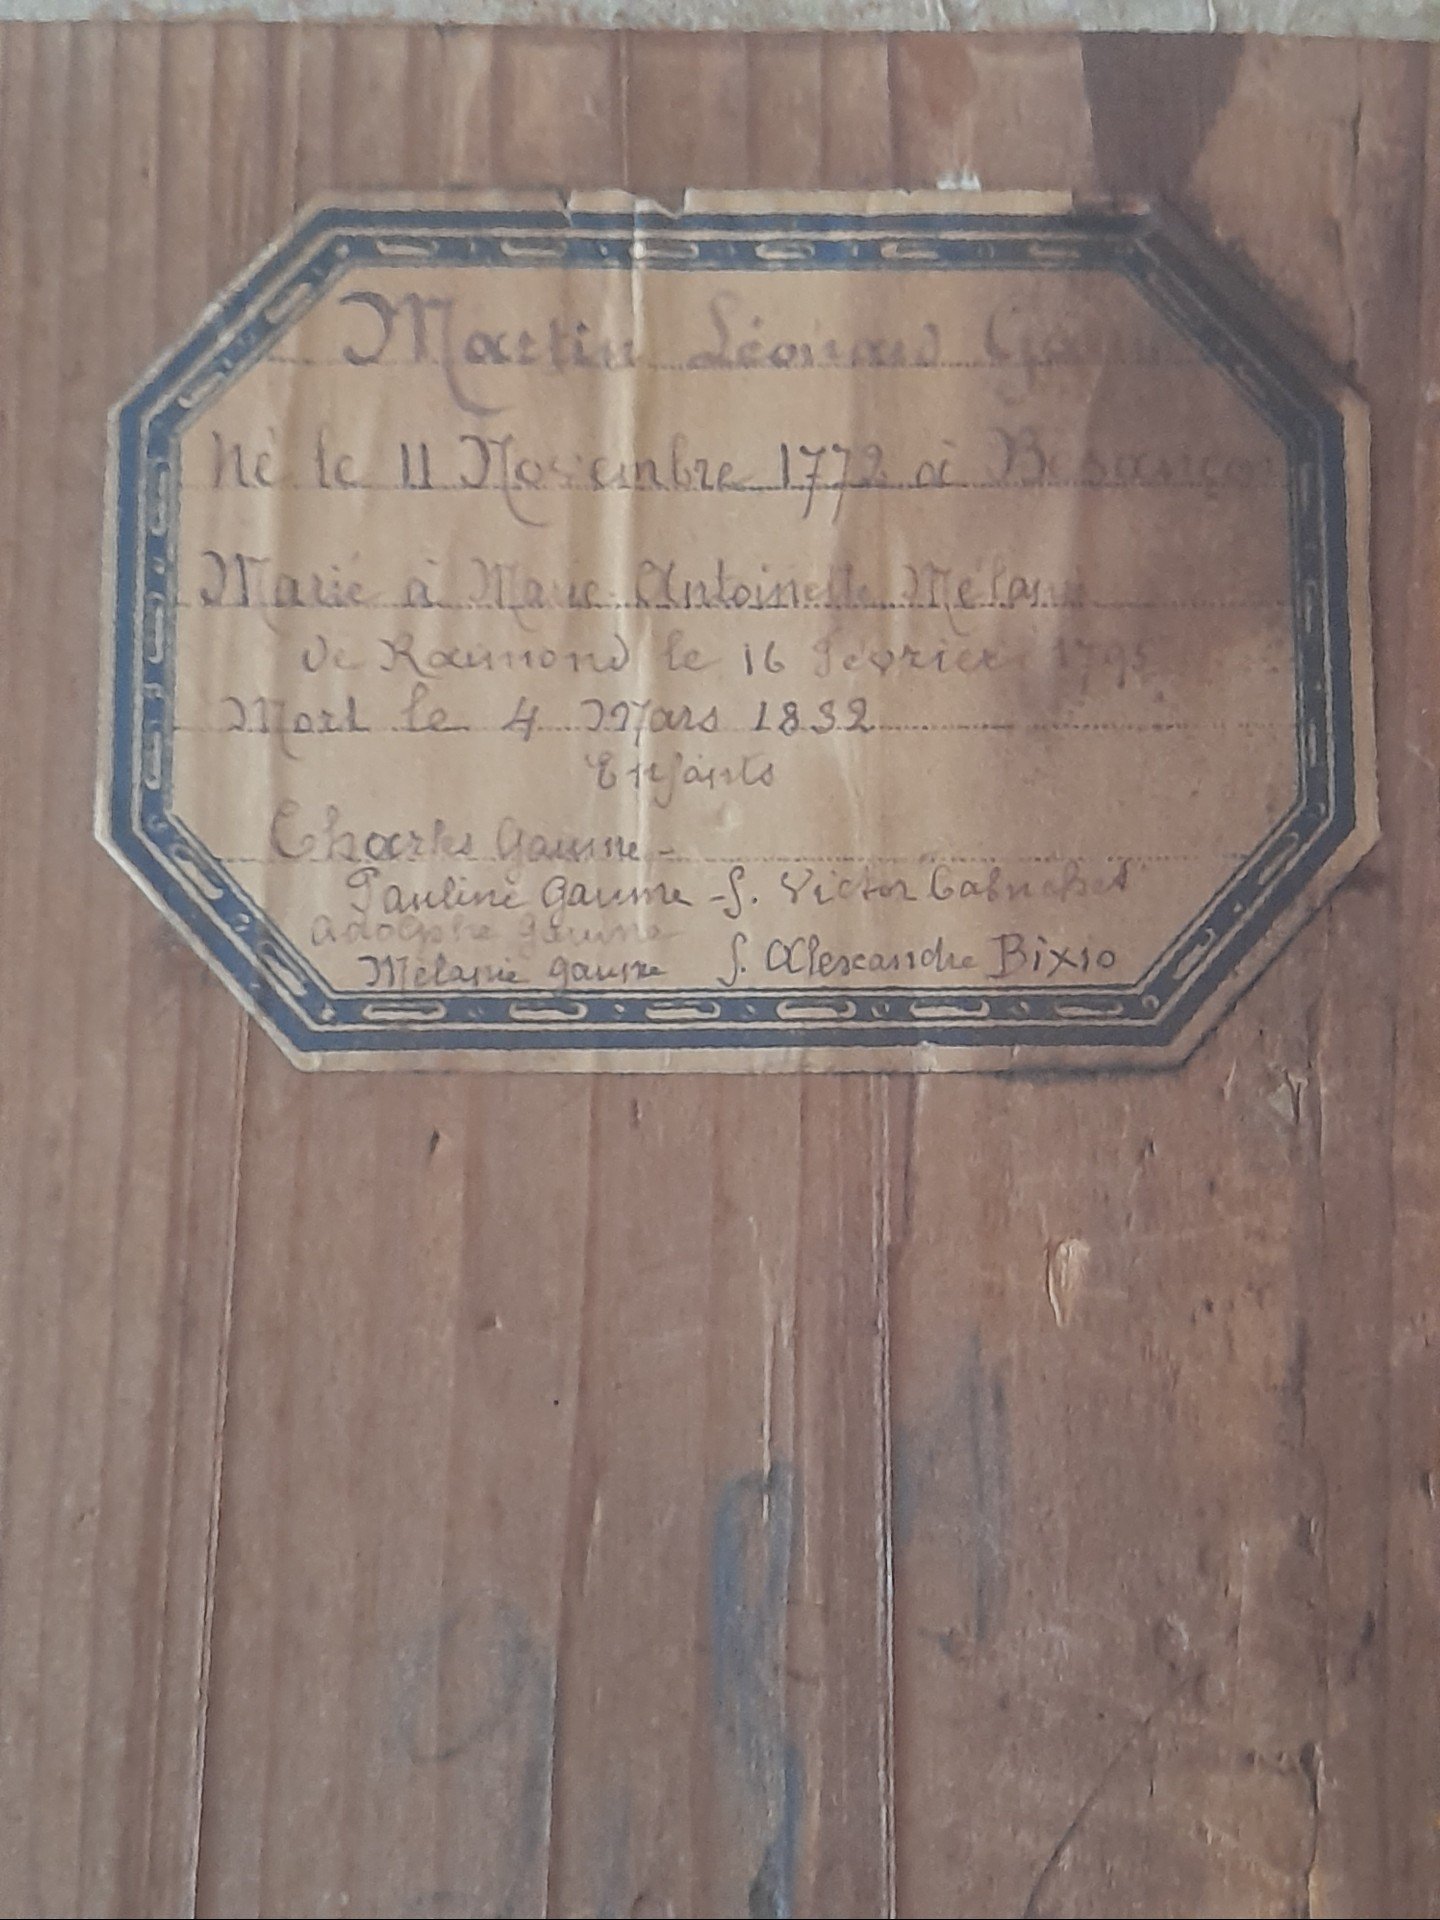 Martin Léonard
Né le 11 Novembre 1772 à Besançon
Marié à Marie Antoinette Mélanie
de Raimond le 16 Février 1795
Mort le 4 Mars 1832
Enfants
Charles Gaume -
Pauline Gaume - f. Victor Cabuchet
Adolphe Gaume
Mélanie Gaume f. Alexandre Bixio